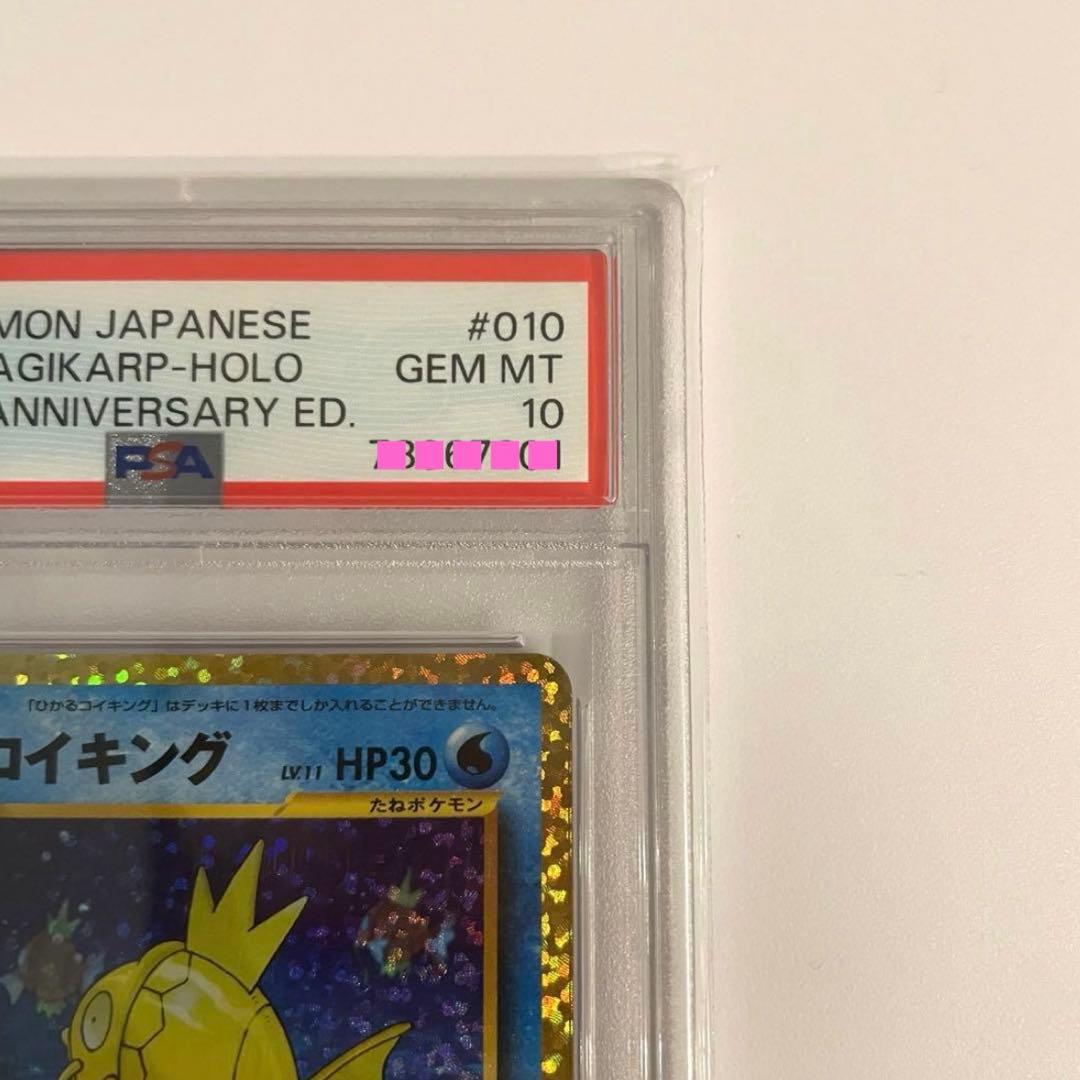 MON JAPANESE #010
AGIKARP-HOLO GEM MT
ANNIVERSARY ED. 10
PSA
「ひかるコイキング」はデッキに1枚までしか入れることができません。
コイキング LV.11 HP30
たねポケモン